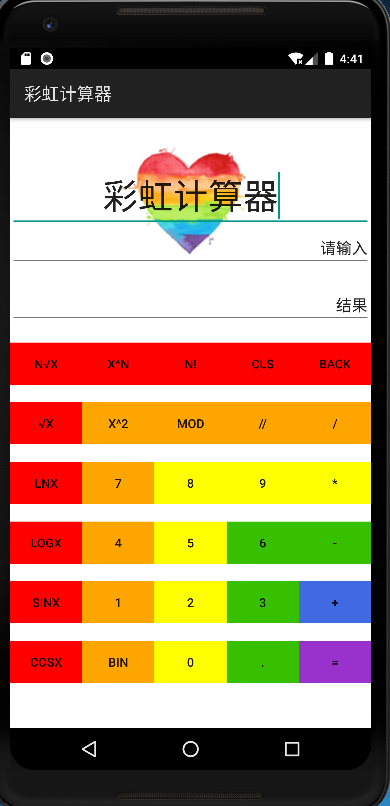 4:41
彩虹计算器
彩虹计算器
请输入
结果
N√X X^N N! CLS BACK
√X X^2 MOD // /
LNX 7 8 9 *
LOGX 4 5 6 -
SINX 1 2 3 +
COSX BIN 0 . =